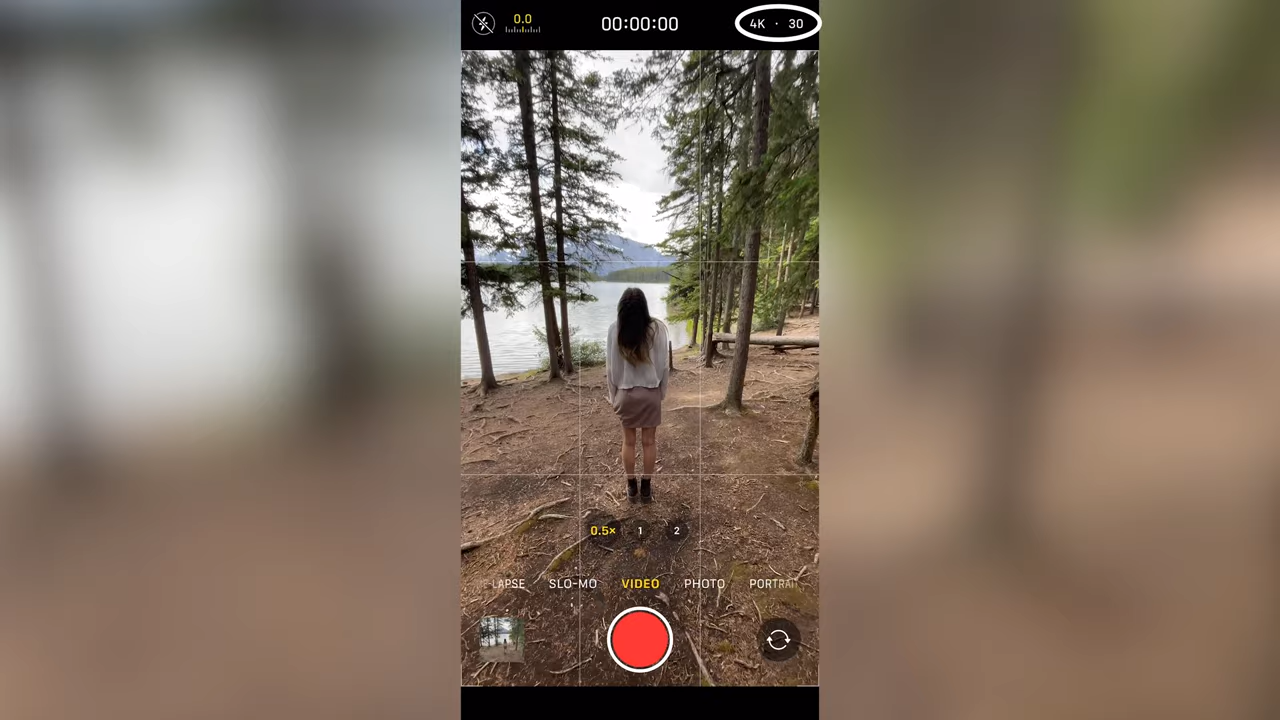 0.0
00:00:00
4K · 30
0.5×
1
2
LAPSE
SLO-MO
VIDEO
PHOTO
PORTRAI